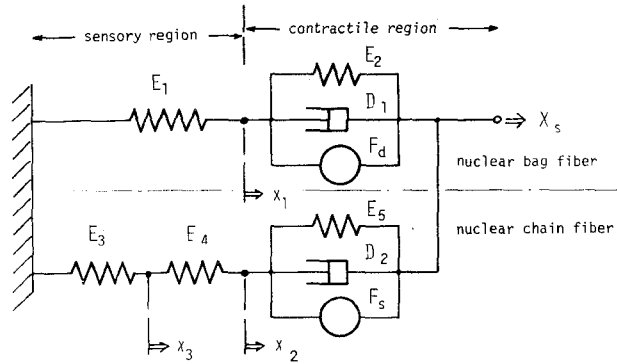 sensory region
contractile region
E1
E2
D1
Fd
Xs
nuclear bag fiber
x1
E3
E4
E5
D2
Fs
nuclear chain fiber
x3
x2